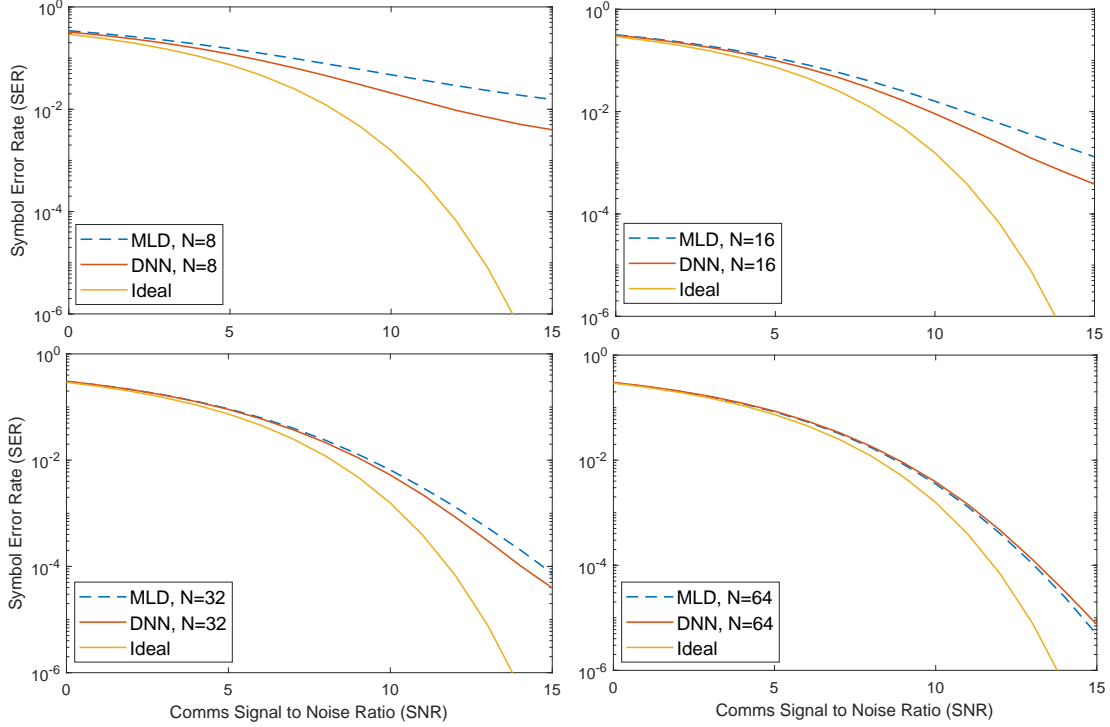 10^0
10^-2
10^-4
10^-6
Symbol Error Rate (SER)
MLD, N=8
DNN, N=8
Ideal
0 5 10 15
10^0
10^-2
10^-4
10^-6
MLD, N=16
DNN, N=16
Ideal
0 5 10 15
10^0
10^-2
10^-4
10^-6
Symbol Error Rate (SER)
MLD, N=32
DNN, N=32
Ideal
0 5 10 15
Comms Signal to Noise Ratio (SNR)
10^0
10^-2
10^-4
10^-6
MLD, N=64
DNN, N=64
Ideal
0 5 10 15
Comms Signal to Noise Ratio (SNR)